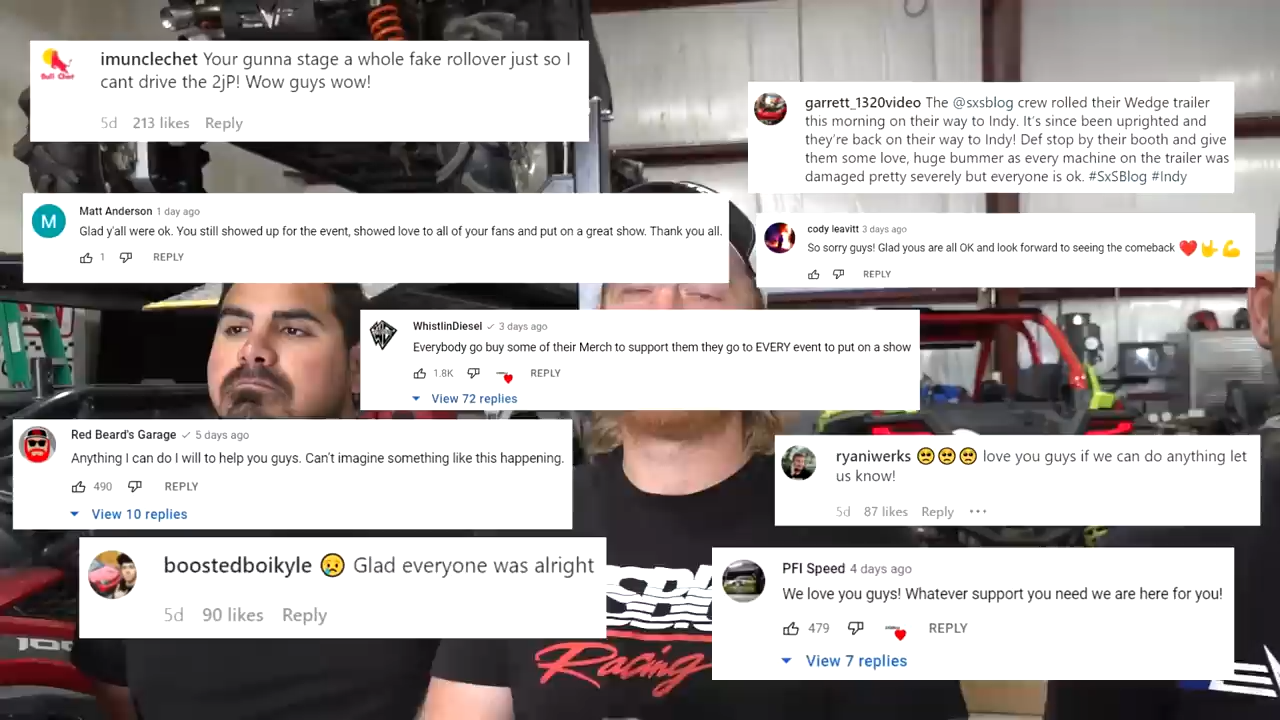 imunclechet Your gunna stage a whole fake rollover just so I
cant drive the 2jP! Wow guys wow!
5d 213 likes Reply
Bull Chet
garrett_1320video The @sxsblog crew rolled their Wedge trailer
this morning on their way to Indy. It's since been uprighted and
they're back on their way to Indy! Def stop by their booth and give
them some love, huge bummer as every machine on the trailer was
damaged pretty severely but everyone is ok. #SxSBlog #Indy
M
Matt Anderson 1 day ago
Glad y'all were ok. You still showed up for the event, showed love to all of your fans and put on a great show. Thank you all.
1 REPLY
cody leavitt 3 days ago
So sorry guys! Glad yous are all OK and look forward to seeing the comeback ❤️🤟💪
REPLY
WhistlinDiesel ✓ 3 days ago
Everybody go buy some of their Merch to support them they go to EVERY event to put on a show
1.8K REPLY
View 72 replies
Red Beard's Garage ✓ 5 days ago
Anything I can do I will to help you guys. Can't imagine something like this happening.
490 REPLY
View 10 replies
ryaniwerks 🥺🥺🥺 love you guys if we can do anything let
us know!
5d 87 likes Reply •••
boostedboikyle 😥 Glad everyone was alright
5d 90 likes Reply
PFI Speed 4 days ago
We love you guys! Whatever support you need we are here for you!
479 REPLY
View 7 replies
Racing